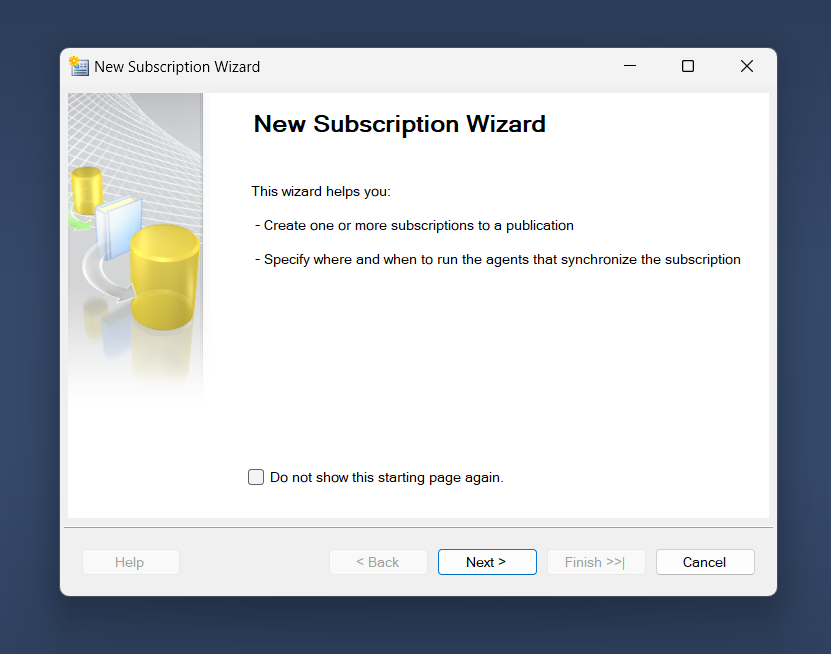 New Subscription Wizard
New Subscription Wizard
This wizard helps you:
- Create one or more subscriptions to a publication
- Specify where and when to run the agents that synchronize the subscription
Do not show this starting page again.
Help
< Back
Next >
Finish >>|
Cancel